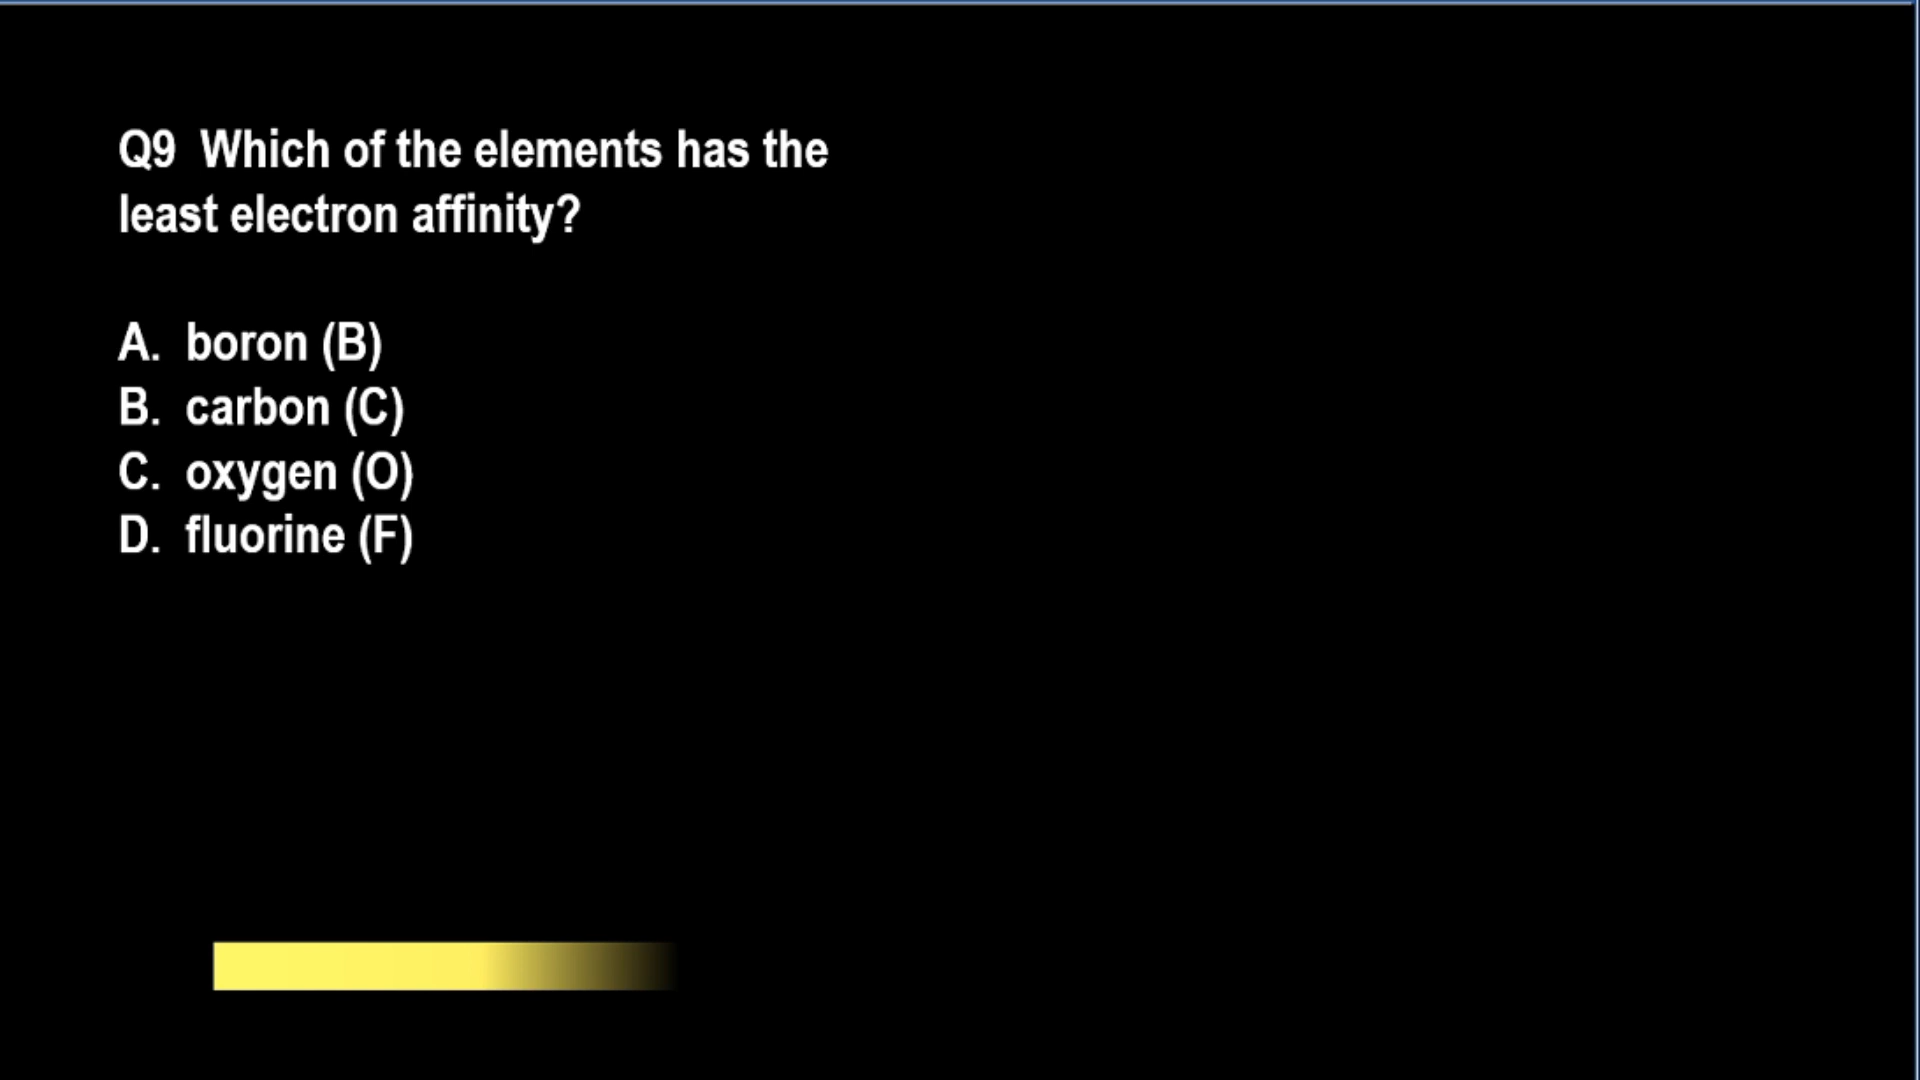 Q9 Which of the elements has the
least electron affinity?
A. boron (B)
B. carbon (C)
C. oxygen (O)
D. fluorine (F)